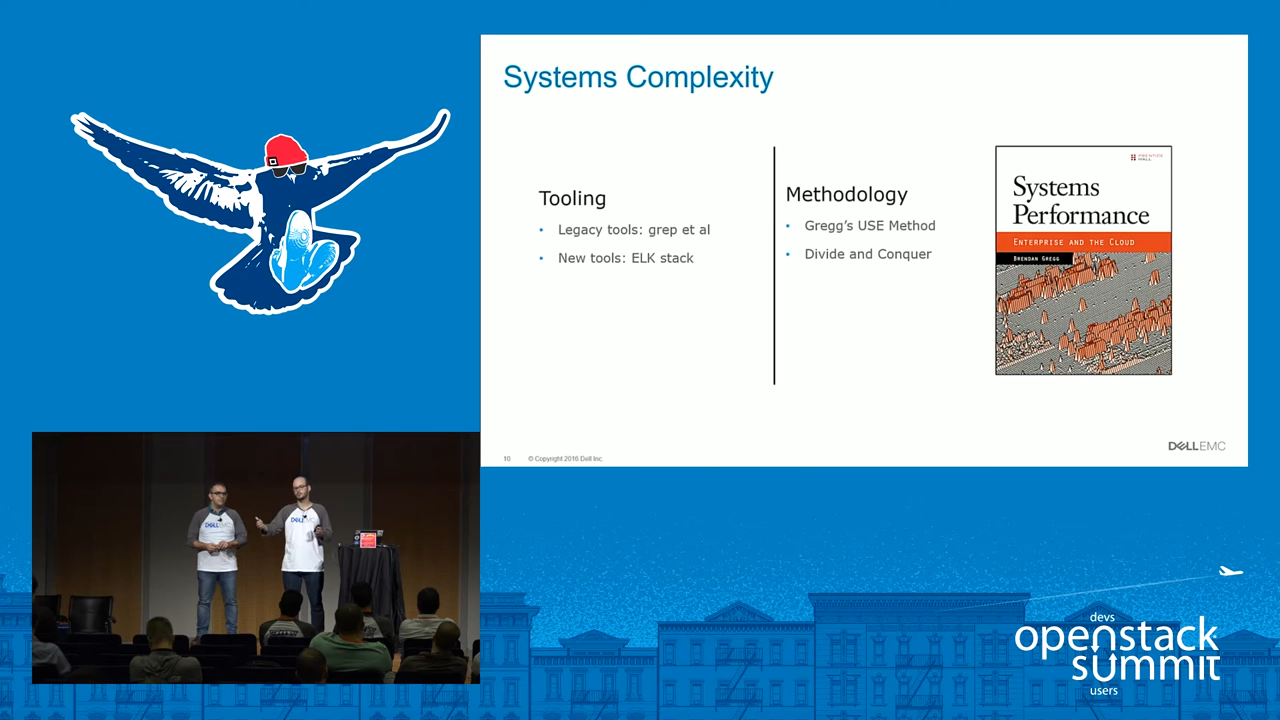 Systems Complexity
Tooling
• Legacy tools: grep et al
• New tools: ELK stack
Methodology
• Gregg's USE Method
• Divide and Conquer
PRENTICE
HALL
Systems
Performance
ENTERPRISE AND THE CLOUD
BRENDAN GREGG
DELLEMC
10 © Copyright 2016 Dell Inc.
DELLEMC
DELLEMC
devs
openstack
summit
users